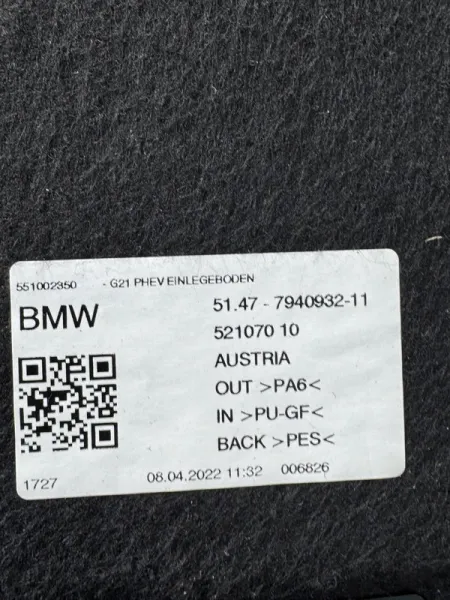 551002350 - G21 PHEV EINLEGEBODEN
BMW
51.47 - 7940932-11
521070 10
AUSTRIA
OUT >PA6<
IN >PU-GF<
BACK >PES<
1727
08.04.2022 11:32 006826